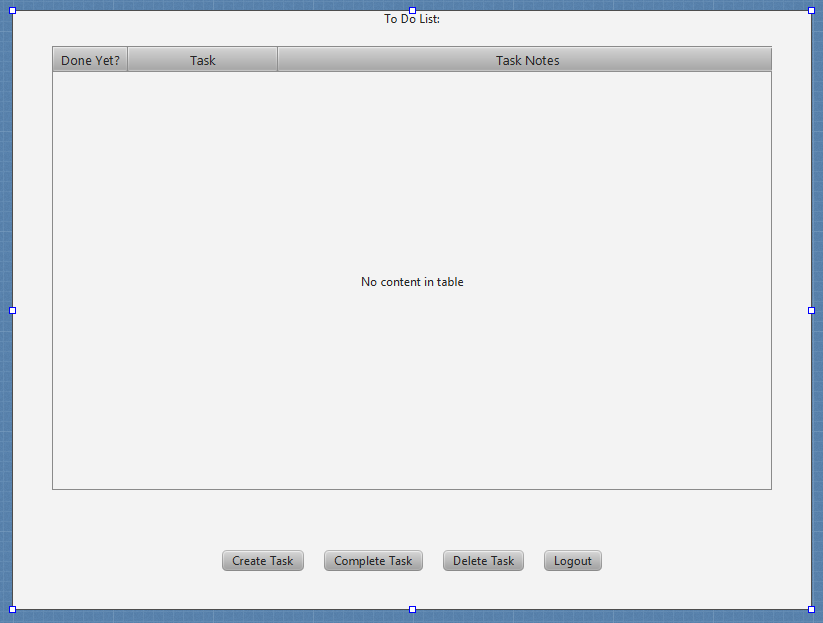 To Do List:
Done Yet? Task Task Notes
No content in table
Create Task Complete Task Delete Task Logout